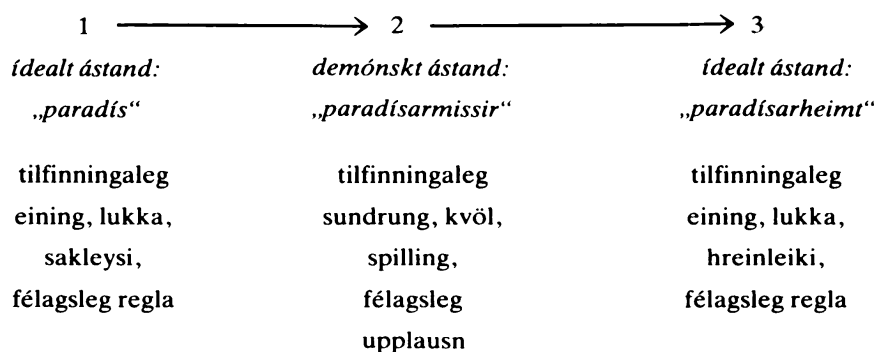 1 → 2 → 3
ídealt ástand: demónskt ástand: ídealt ástand:
„paradís“ „paradísarmissir“ „paradísarheimt“
tilfinningaleg tilfinningaleg tilfinningaleg
eining, lukka, sundrung, kvöl, eining, lukka,
sakleysi, spilling, hreinleiki,
félagsleg regla félagsleg félagsleg regla
upplausn